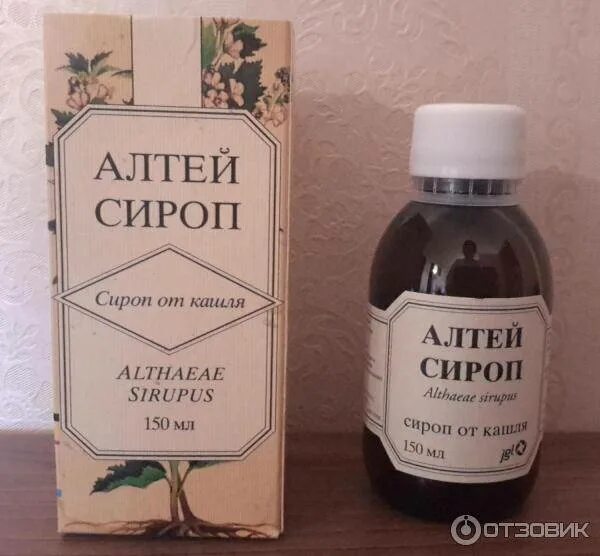 АЛТЕЙ
СИРОП
Сироп от кашля
ALTHAEAE
SIRUPUS
150 мл
АЛТЕЙ
СИРОП
Althaeae sirupus
сироп от кашля
150 мл
jgl
ОТЗОВИК